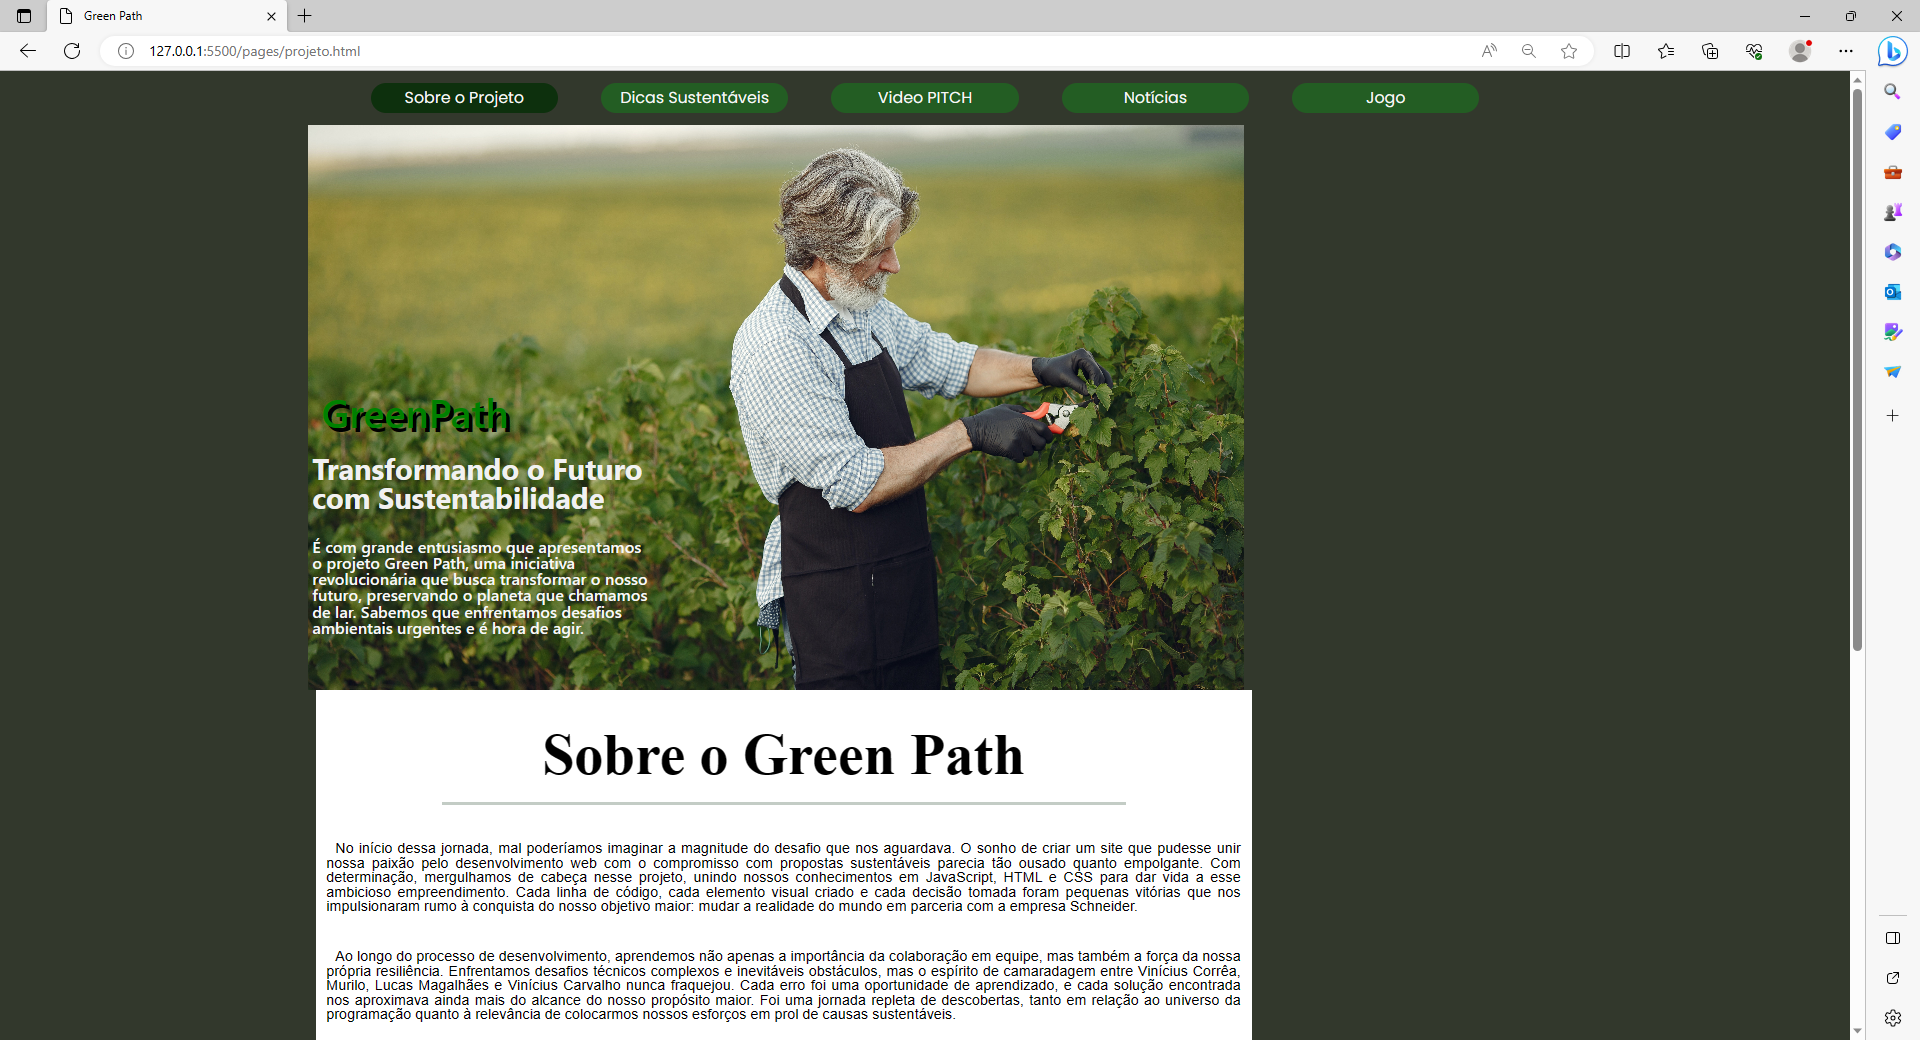 Green Path
127.0.0.1:5500/pages/projeto.html
Sobre o Projeto
Dicas Sustentáveis
Video PITCH
Notícias
Jogo
GreenPath
Transformando o Futuro
com Sustentabilidade
É com grande entusiasmo que apresentamos
o projeto Green Path, uma iniciativa
revolucionária que busca transformar o nosso
futuro, preservando o planeta que chamamos
de lar. Sabemos que enfrentamos desafios
ambientais urgentes e é hora de agir.
Sobre o Green Path
No início dessa jornada, mal poderíamos imaginar a magnitude do desafio que nos aguardava. O sonho de criar um site que pudesse unir
nossa paixão pelo desenvolvimento web com o compromisso com propostas sustentáveis parecia tão ousado quanto empolgante. Com
determinação, mergulhamos de cabeça nesse projeto, unindo nossos conhecimentos em JavaScript, HTML e CSS para dar vida a esse
ambicioso empreendimento. Cada linha de código, cada elemento visual criado e cada decisão tomada foram pequenas vitórias que nos
impulsionaram rumo à conquista do nosso objetivo maior: mudar a realidade do mundo em parceria com a empresa Schneider.
Ao longo do processo de desenvolvimento, aprendemos não apenas a importância da colaboração em equipe, mas também a força da nossa
própria resiliência. Enfrentamos desafios técnicos complexos e inevitáveis obstáculos, mas o espírito de camaradagem entre Vinícius Corrêa,
Murilo, Lucas Magalhães e Vinícius Carvalho nunca fraquejou. Cada erro foi uma oportunidade de aprendizado, e cada solução encontrada
nos aproximava ainda mais do alcance do nosso propósito maior. Foi uma jornada repleta de descobertas, tanto em relação ao universo da
programação quanto à relevância de colocarmos nossos esforços em prol de causas sustentáveis.